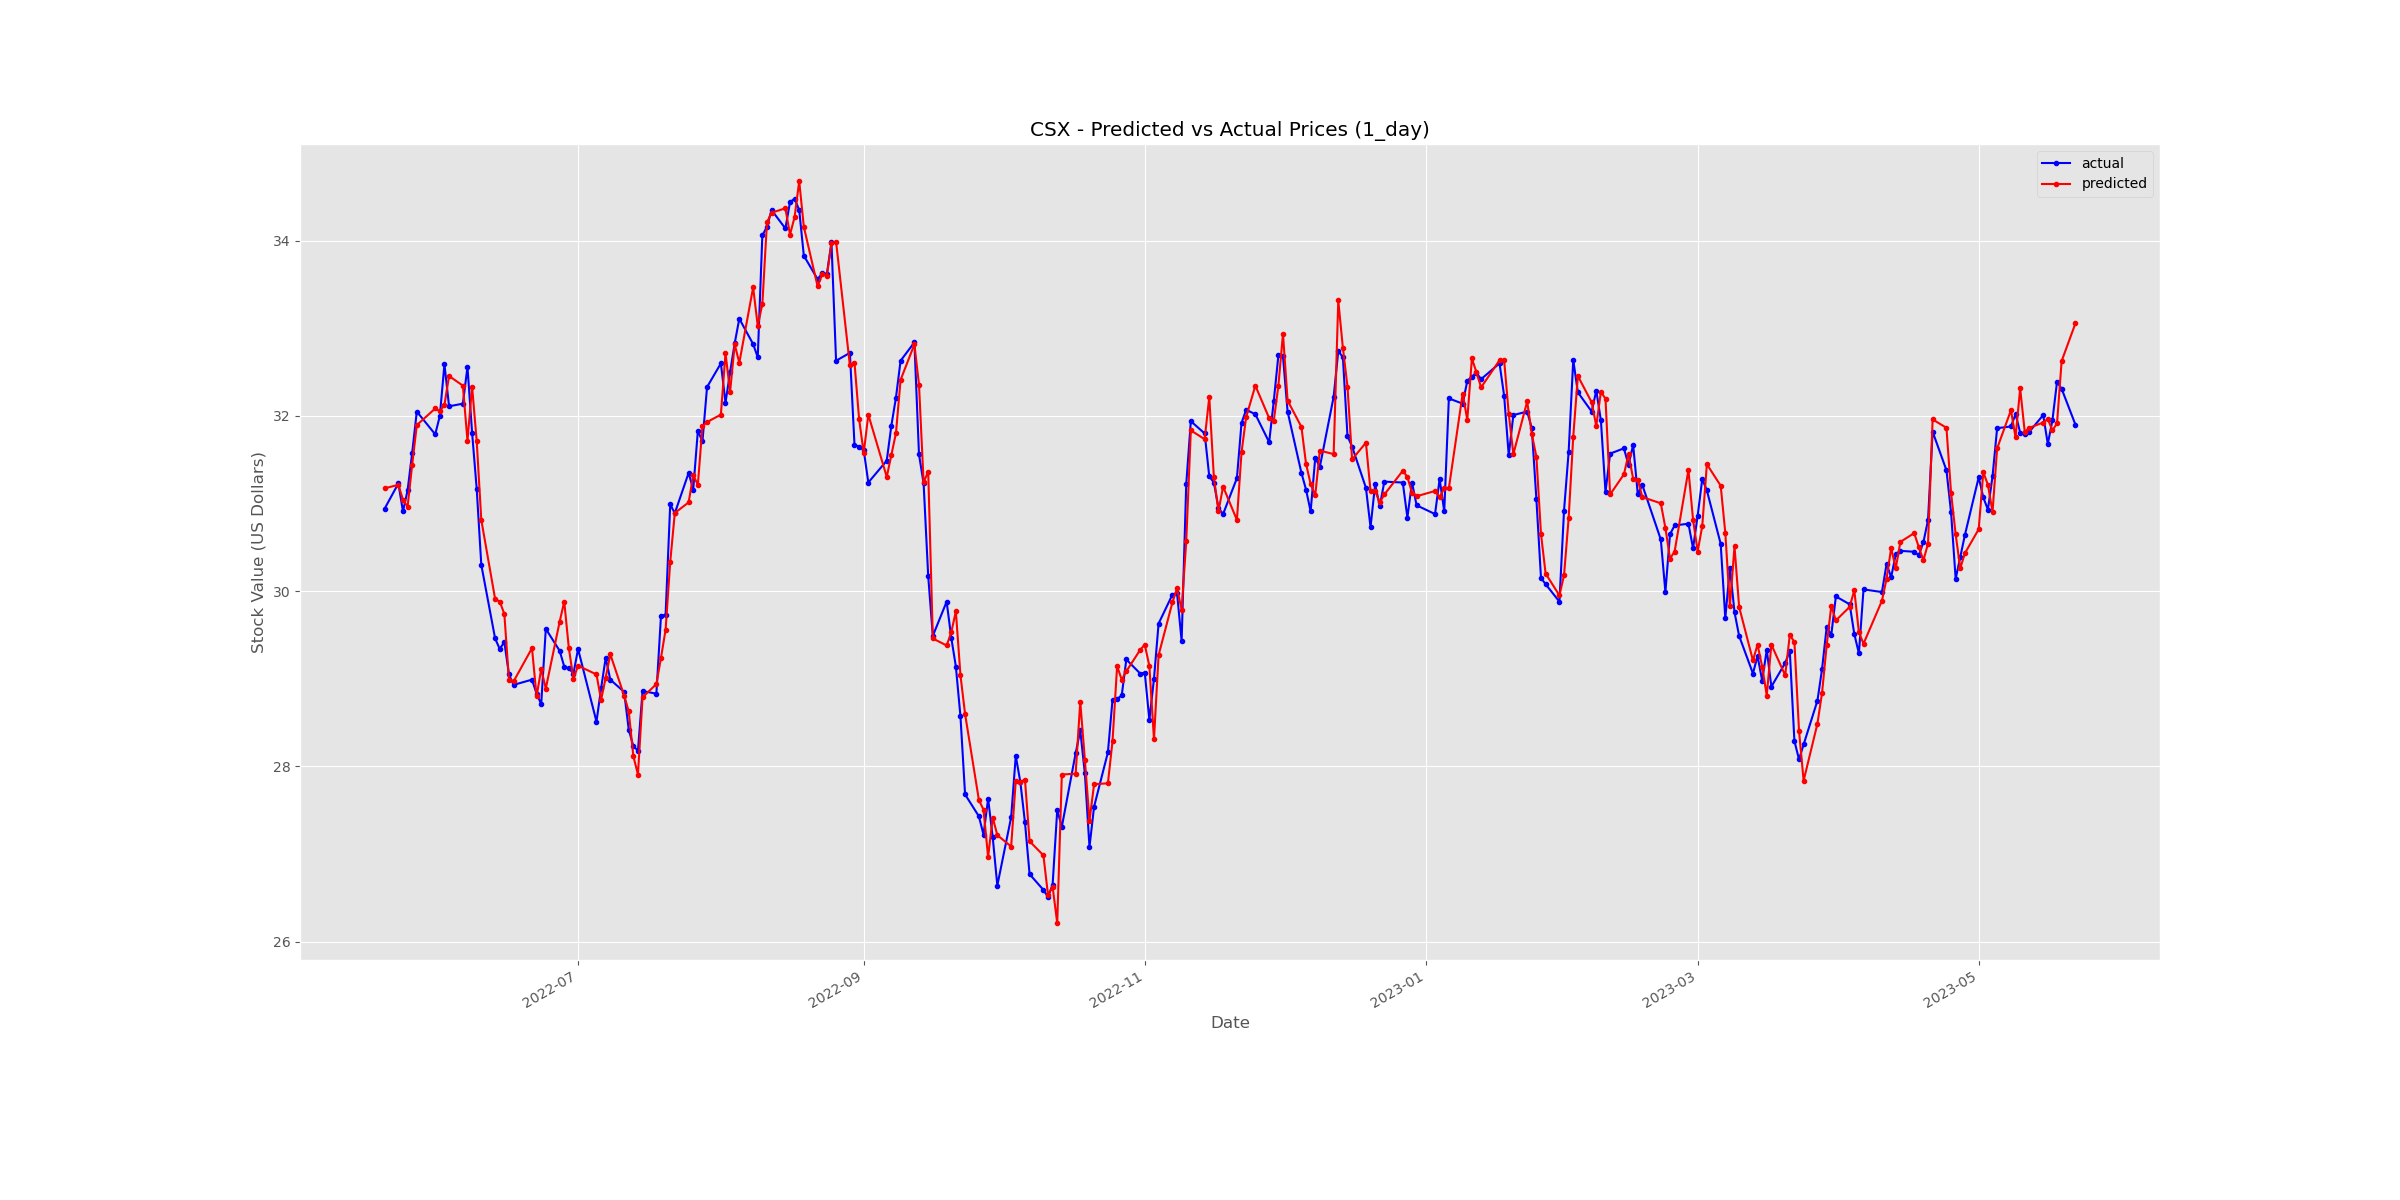 CSX - Predicted vs Actual Prices (1_day)
actual
predicted
Stock Value (US Dollars)
34
32
30
28
26
2022-07
2022-09
2022-11
2023-01
2023-03
2023-05
Date